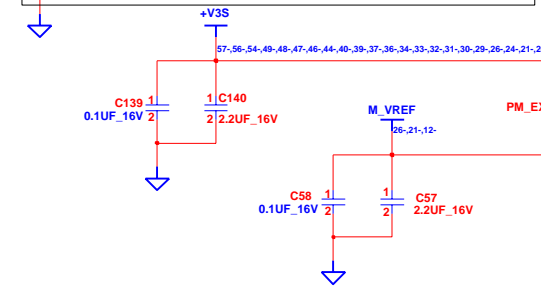 +V3S
57-,56-,54-,49-,48-,47-,46-,44-,40-,39-,37-,36-,34-,33-,32-,31-,30-,29-,26-,24-,21-,2
C139 1 1 C140
0.1UF_16V 2 2 2.2UF_16V
M_VREF
PM_EX
26-,21-,12-
C58 1 1 C57
0.1UF_16V 2 2 2.2UF_16V